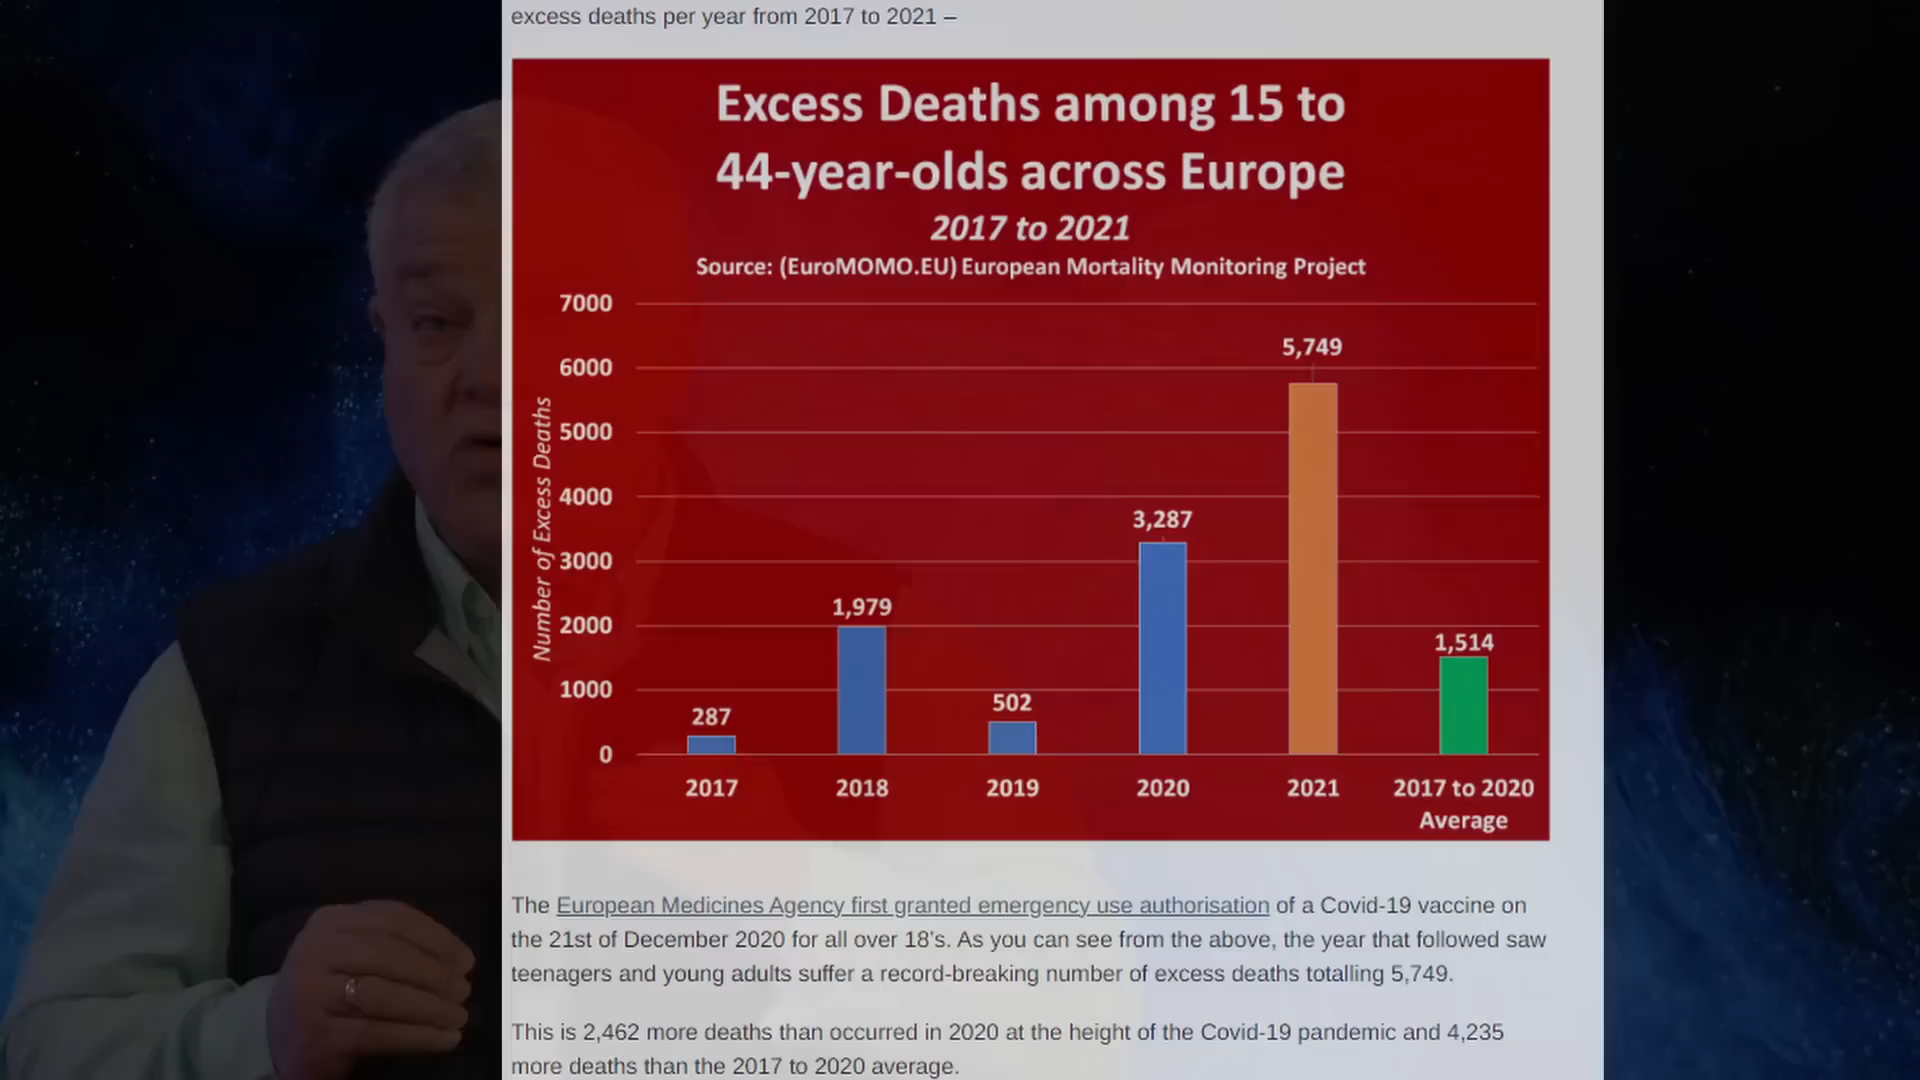 excess deaths per year from 2017 to 2021 –
Excess Deaths among 15 to
44-year-olds across Europe
2017 to 2021
Source: (EuroMOMO.EU) European Mortality Monitoring Project
Number of Excess Deaths
7000
6000
5000
4000
3000
2000
1000
0
287
1,979
502
3,287
5,749
1,514
2017
2018
2019
2020
2021
2017 to 2020
Average
The European Medicines Agency first granted emergency use authorisation of a Covid-19 vaccine on
the 21st of December 2020 for all over 18's. As you can see from the above, the year that followed saw
teenagers and young adults suffer a record-breaking number of excess deaths totalling 5,749.
This is 2,462 more deaths than occurred in 2020 at the height of the Covid-19 pandemic and 4,235
more deaths than the 2017 to 2020 average.